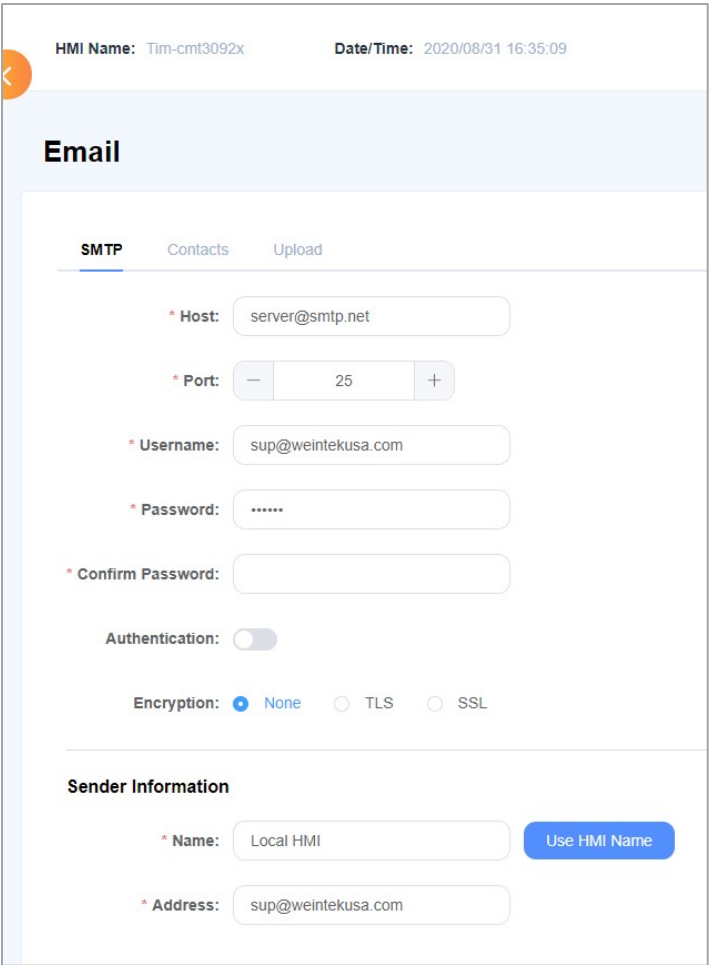 HMI Name: Tim-cmt3092x Date/Time: 2020/08/31 16:35:09
Email
SMTP Contacts Upload
* Host: server@smtp.net
* Port: − 25 +
* Username: sup@weintekusa.com
* Password: ••••••
* Confirm Password:
Authentication:
Encryption: None TLS SSL
Sender Information
* Name: Local HMI Use HMI Name
* Address: sup@weintekusa.com